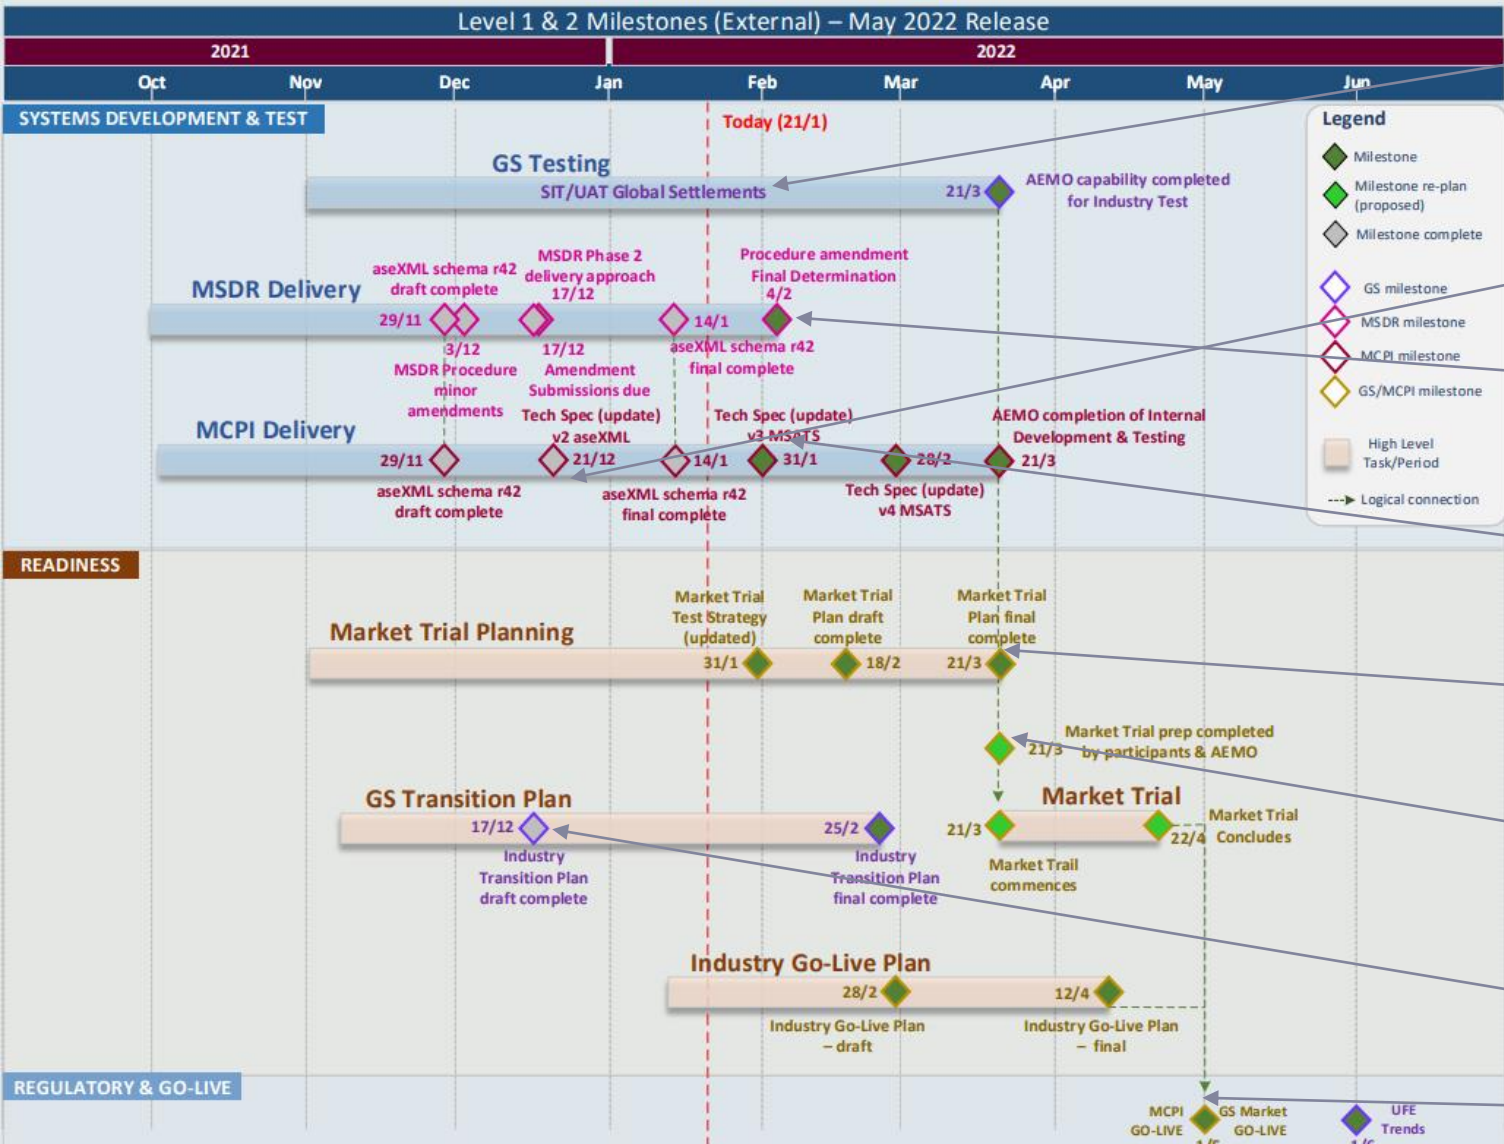 Level 1 & 2 Milestones (External) – May 2022 Release
2021
2022
Oct
Nov
Dec
Jan
Feb
Mar
Apr
May
Jun
SYSTEMS DEVELOPMENT & TEST
Today (21/1)
Legend
Milestone
Milestone re-plan
(proposed)
Milestone complete
GS milestone
MSDR milestone
MCPI milestone
GS/MCPI milestone
High Level
Task/Period
Logical connection
GS Testing
SIT/UAT Global Settlements
21/3
AEMO capability completed
for Industry Test
MSDR Delivery
aseXML schema r42
draft complete
29/11
3/12
MSDR Procedure
minor
amendments
MSDR Phase 2
delivery approach
17/12
17/12
Amendment
Submissions due
14/1
aseXML schema r42
final complete
Procedure amendment
Final Determination
4/2
MCPI Delivery
29/11
aseXML schema r42
draft complete
Tech Spec (update)
v2 aseXML
21/12
14/1
aseXML schema r42
final complete
Tech Spec (update)
v3 MSATS
31/1
28/2
Tech Spec (update)
v4 MSATS
AEMO completion of Internal
Development & Testing
21/3
READINESS
Market Trial Planning
Market Trial
Test Strategy
(updated)
31/1
Market Trial
Plan draft
complete
18/2
Market Trial
Plan final
complete
21/3
21/3
Market Trial prep completed
by participants & AEMO
GS Transition Plan
17/12
Industry
Transition Plan
draft complete
25/2
Industry
Transition Plan
final complete
Market Trial
21/3
Market Trail
commences
22/4
Market Trial
Concludes
Industry Go-Live Plan
28/2
Industry Go-Live Plan
– draft
12/4
Industry Go-Live Plan
– final
REGULATORY & GO-LIVE
MCPI
GO-LIVE
GS Market
GO-LIVE
UFE
Trends